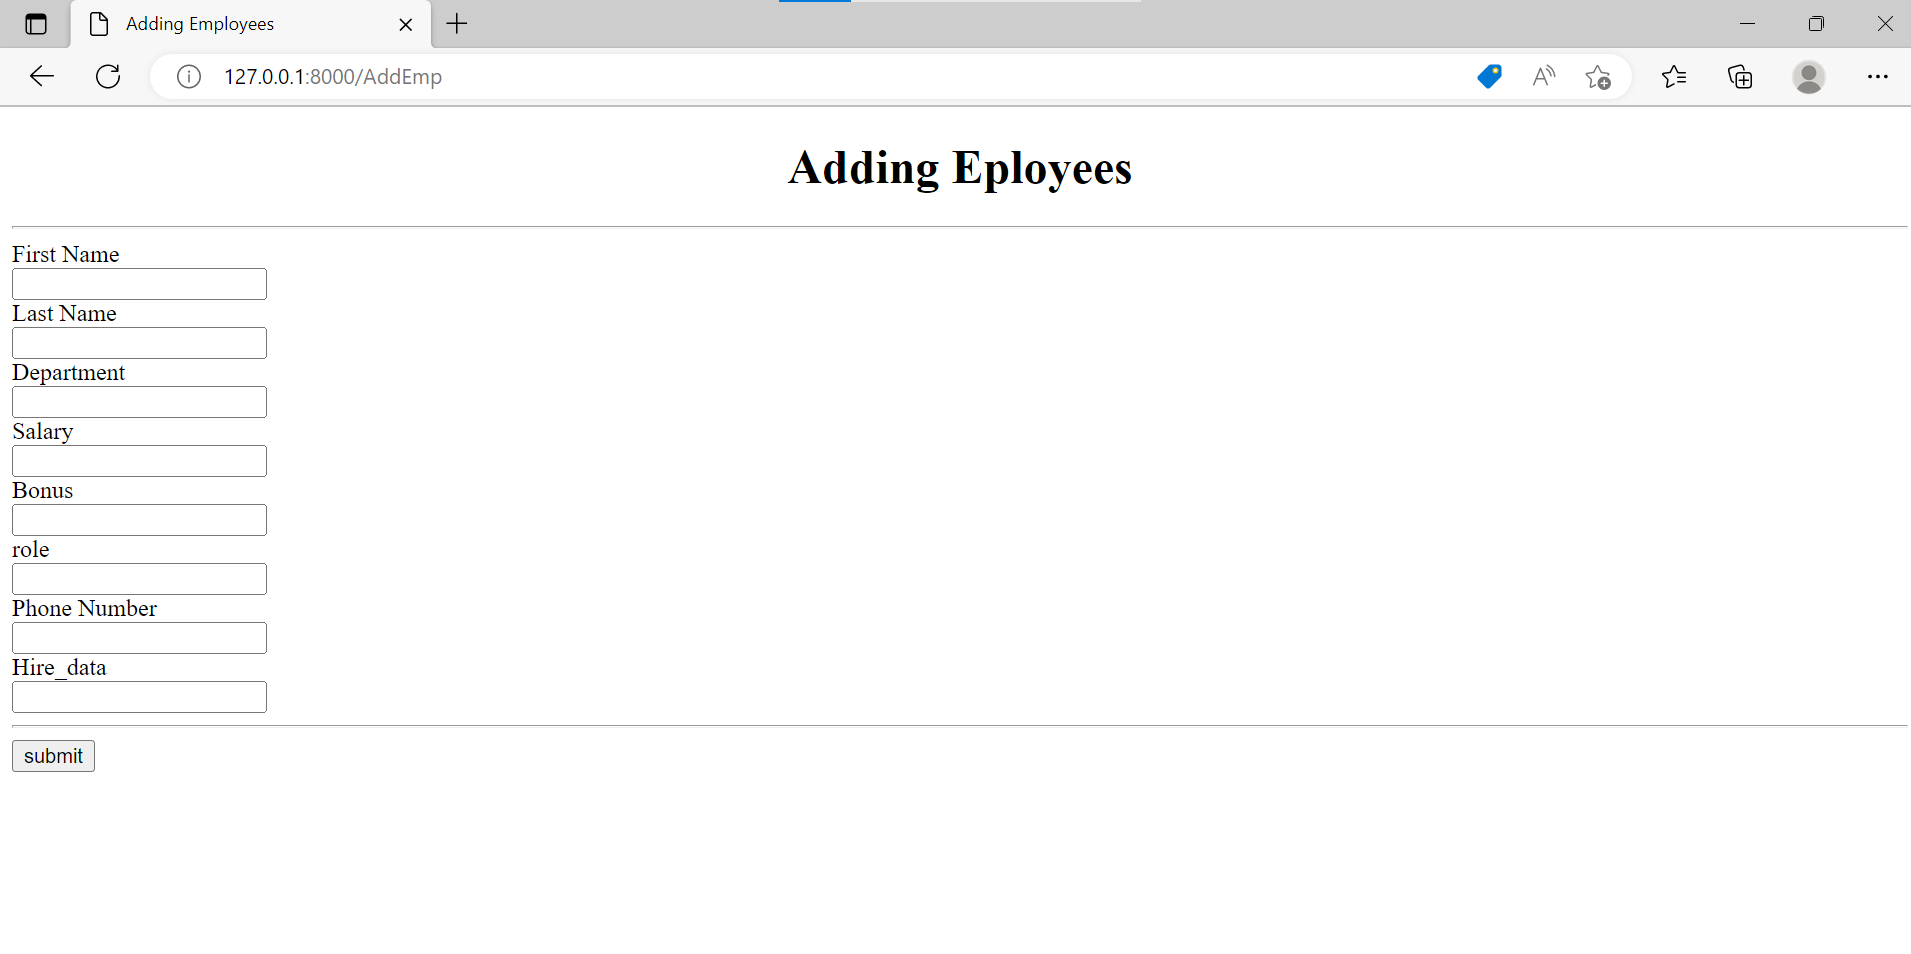 Adding Employees
127.0.0.1:8000/AddEmp
Adding Eployees
First Name
Last Name
Department
Salary
Bonus
role
Phone Number
Hire_data
submit